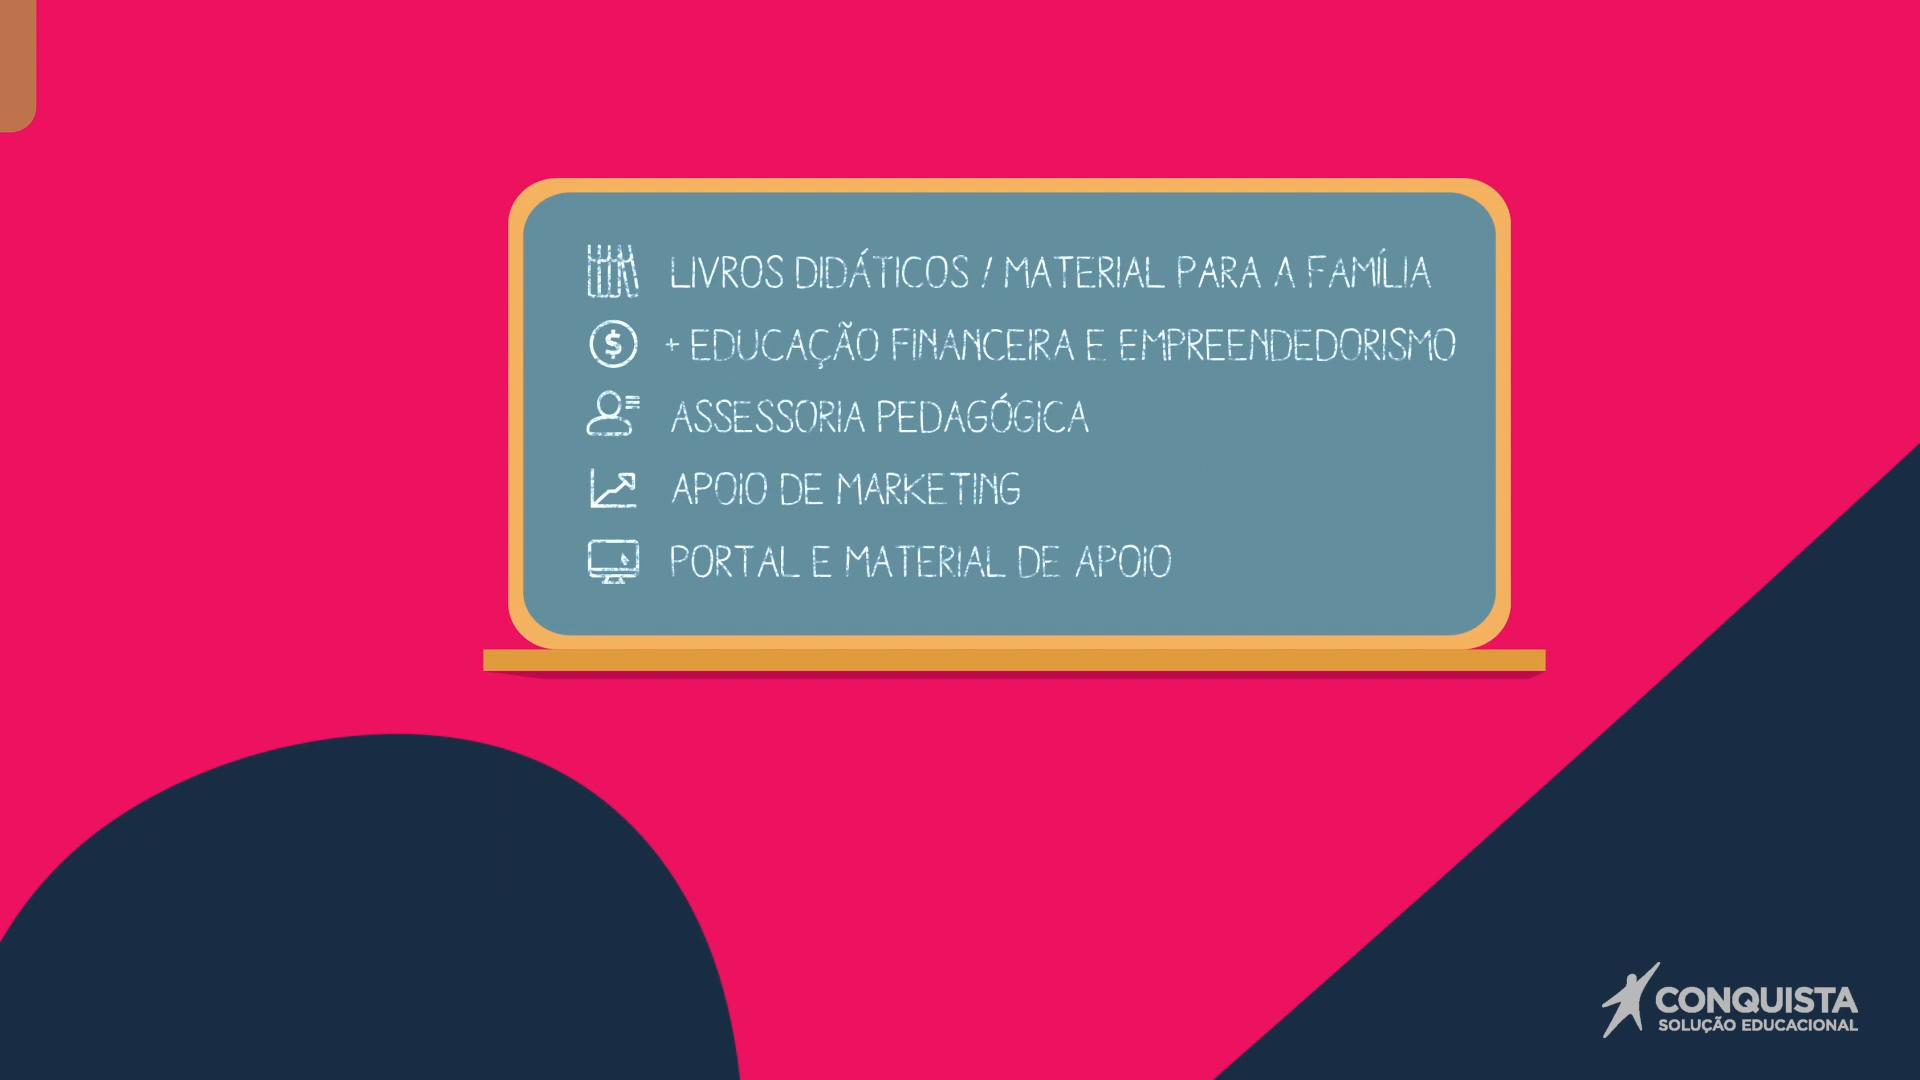 LIVROS DIDÁTICOS / MATERIAL PARA A FAMÍLIA
+ EDUCAÇÃO FINANCEIRA E EMPREENDEDORISMO
ASSESSORIA PEDAGÓGICA
APOIO DE MARKETING
PORTAL E MATERIAL DE APOIO
CONQUISTA
SOLUÇÃO EDUCACIONAL